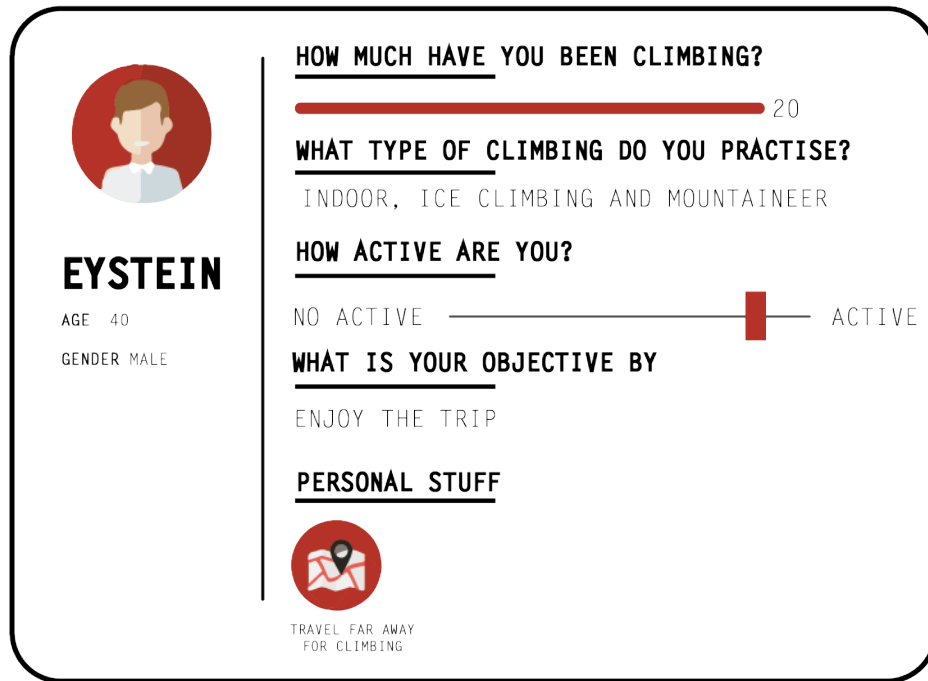 EYSTEIN
AGE 40
GENDER MALE
HOW MUCH HAVE YOU BEEN CLIMBING?
20
WHAT TYPE OF CLIMBING DO YOU PRACTISE?
INDOOR, ICE CLIMBING AND MOUNTAINEER
HOW ACTIVE ARE YOU?
NO ACTIVE ACTIVE
WHAT IS YOUR OBJECTIVE BY
ENJOY THE TRIP
PERSONAL STUFF
TRAVEL FAR AWAY
FOR CLIMBING